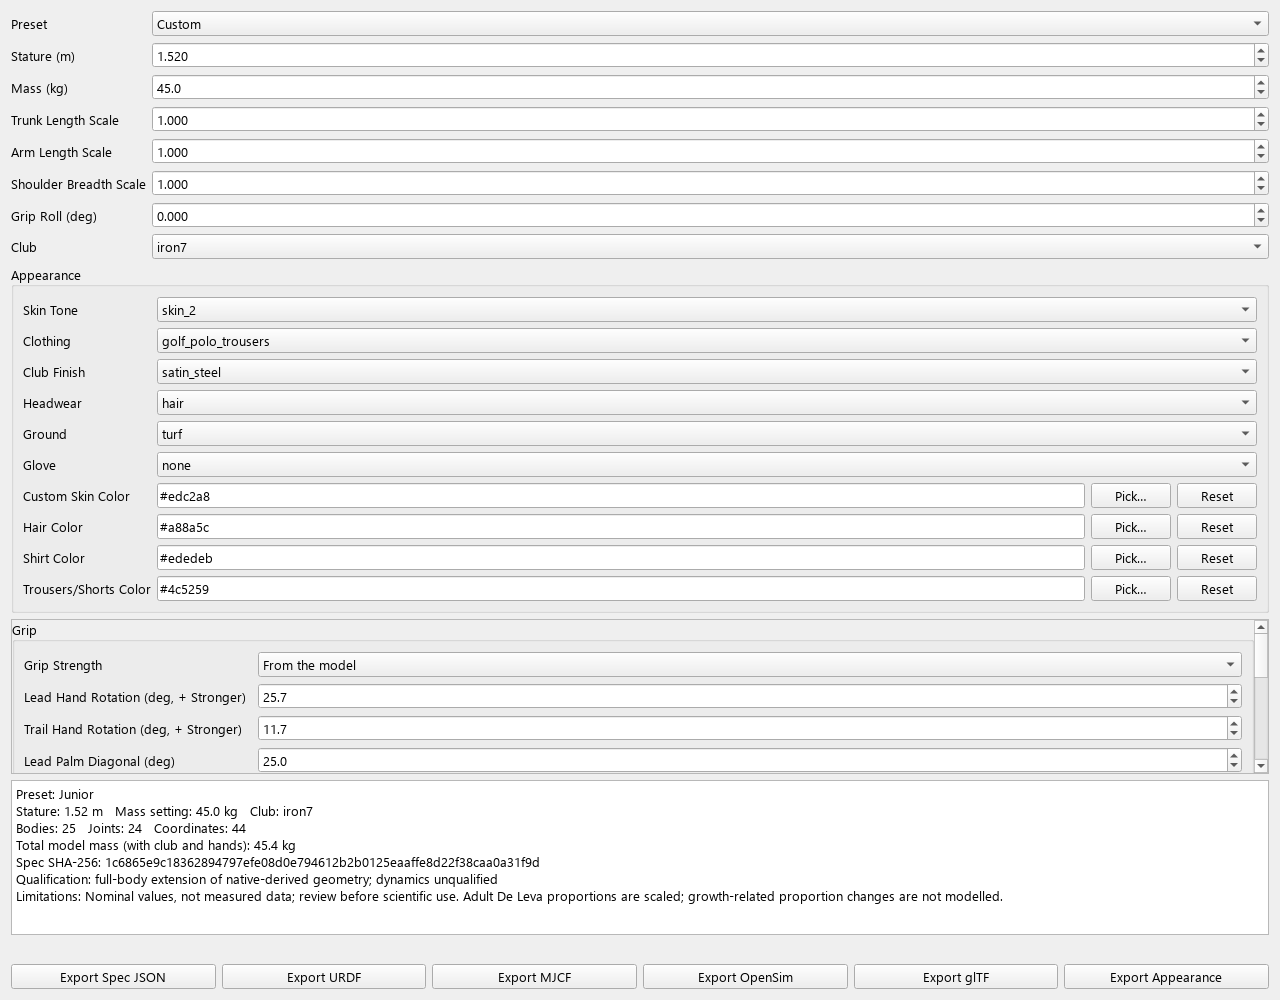 Preset Custom
Stature (m) 1.520
Mass (kg) 45.0
Trunk Length Scale 1.000
Arm Length Scale 1.000
Shoulder Breadth Scale 1.000
Grip Roll (deg) 0.000
Club iron7
Appearance
Skin Tone skin_2
Clothing golf_polo_trousers
Club Finish satin_steel
Headwear hair
Ground turf
Glove none
Custom Skin Color #edc2a8 Pick... Reset
Hair Color #a88a5c Pick... Reset
Shirt Color #ededeb Pick... Reset
Trousers/Shorts Color #4c5259 Pick... Reset
Grip
Grip Strength From the model
Lead Hand Rotation (deg, + Stronger) 25.7
Trail Hand Rotation (deg, + Stronger) 11.7
Lead Palm Diagonal (deg) 25.0
Preset: Junior
Stature: 1.52 m Mass setting: 45.0 kg Club: iron7
Bodies: 25 Joints: 24 Coordinates: 44
Total model mass (with club and hands): 45.4 kg
Spec SHA-256: 1c6865e9c18362894797efe08d0e794612b2b0125eaaffe8d22f38caa0a31f9d
Qualification: full-body extension of native-derived geometry; dynamics unqualified
Limitations: Nominal values, not measured data; review before scientific use. Adult De Leva proportions are scaled; growth-related proportion changes are not modelled.
Export Spec JSON Export URDF Export MJCF Export OpenSim Export glTF Export Appearance